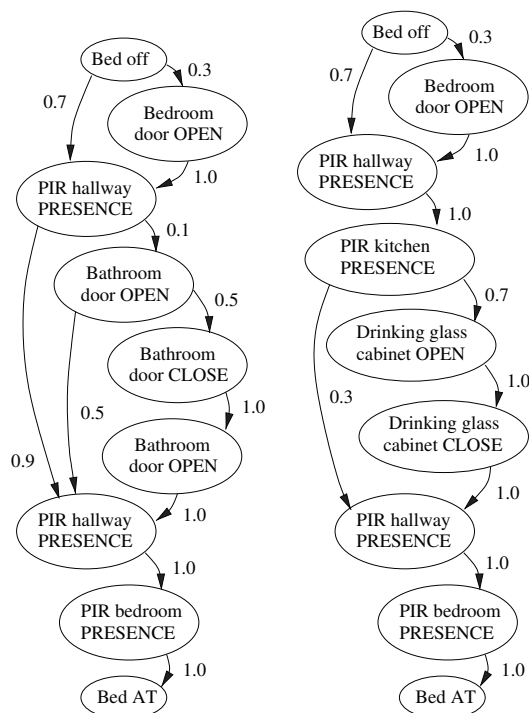 Bed off
0.3
0.7
Bedroom
door OPEN
1.0
PIR hallway
PRESENCE
0.1
Bathroom
door OPEN
0.5
Bathroom
door CLOSE
0.5
1.0
Bathroom
door OPEN
0.9
1.0
PIR hallway
PRESENCE
1.0
PIR bedroom
PRESENCE
1.0
Bed AT
Bed off
0.3
0.7
Bedroom
door OPEN
1.0
PIR hallway
PRESENCE
1.0
PIR kitchen
PRESENCE
0.7
Drinking glass
cabinet OPEN
1.0
0.3
Drinking glass
cabinet CLOSE
1.0
PIR hallway
PRESENCE
1.0
PIR bedroom
PRESENCE
1.0
Bed AT